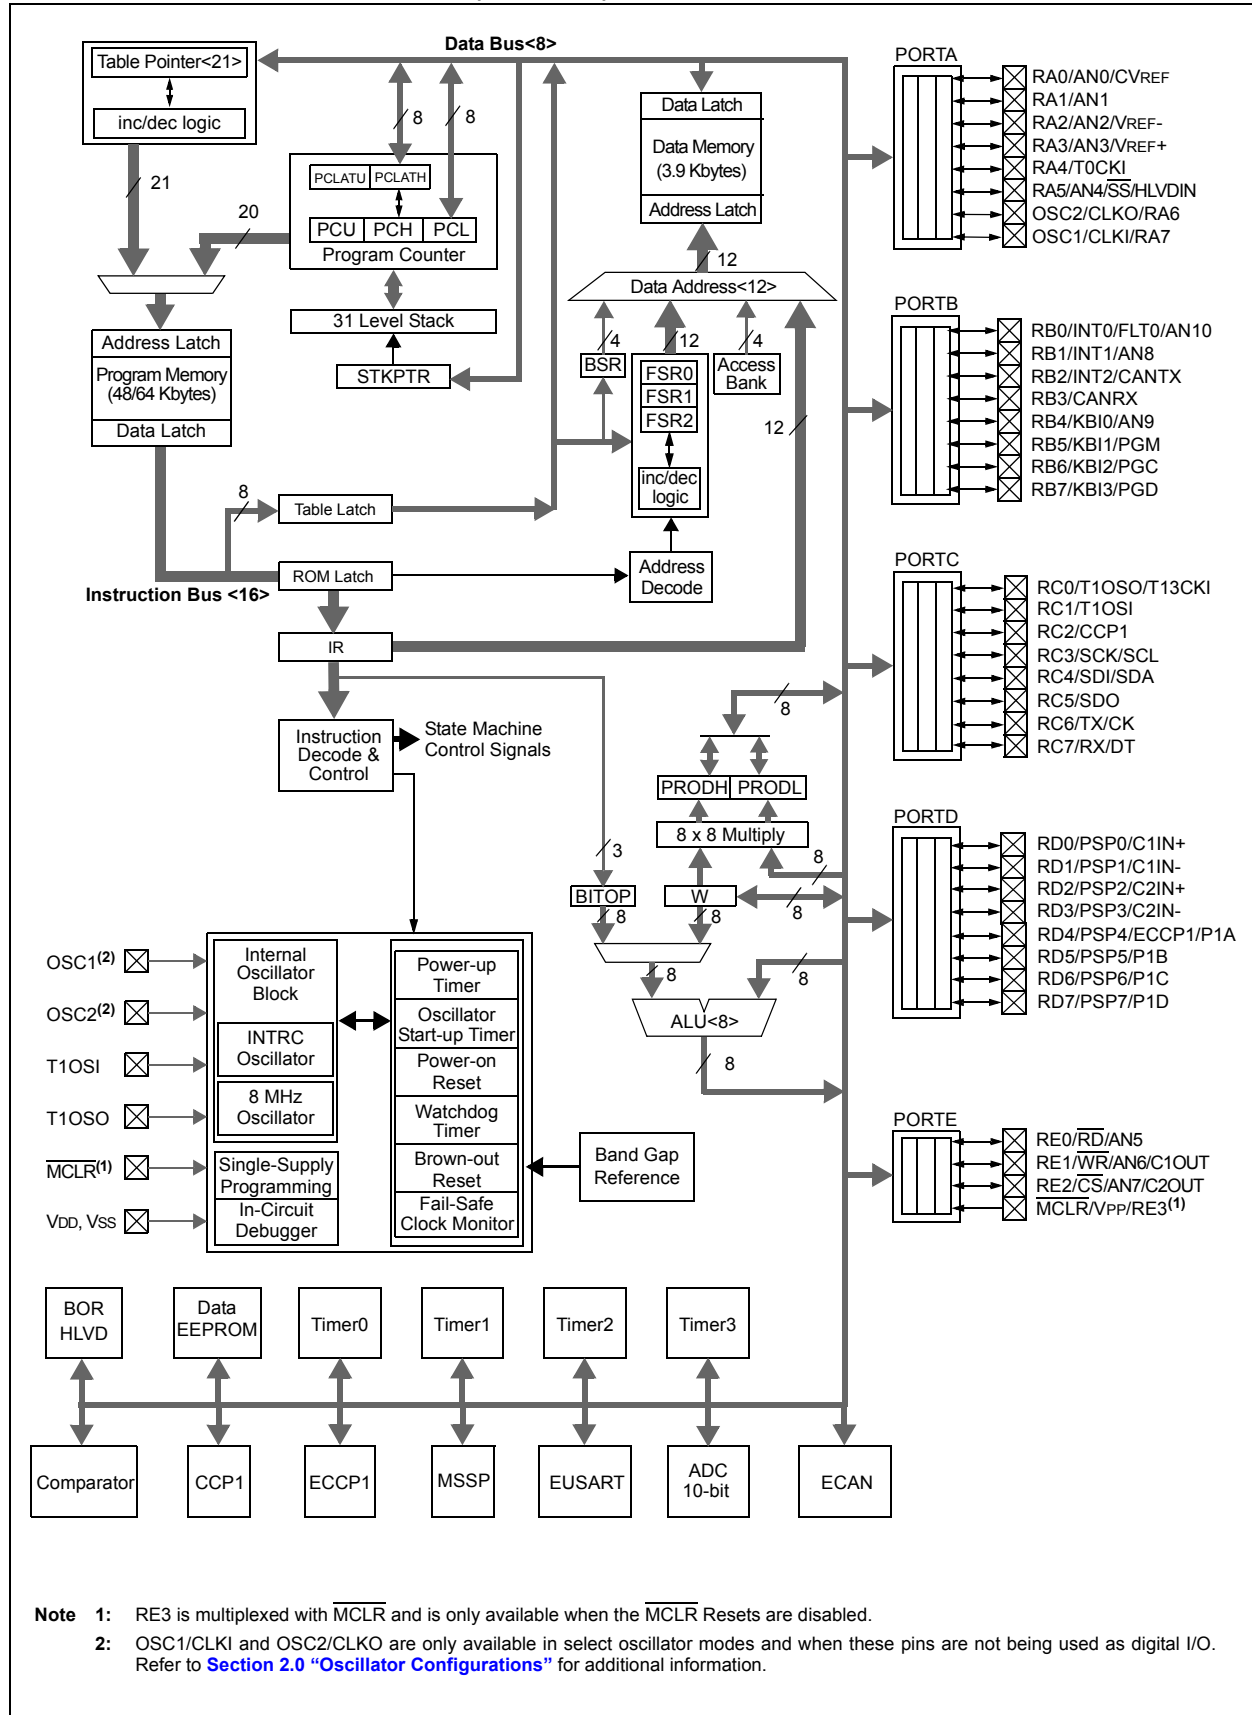 Data Bus<8>
Table Pointer<21>
inc/dec logic
21
20
8
8
PCLATU PCLATH
PCU PCH PCL
Program Counter
31 Level Stack
STKPTR
Address Latch
Program Memory
(48/64 Kbytes)
Data Latch
8
Table Latch
ROM Latch
Instruction Bus <16>
IR
Data Latch
Data Memory
(3.9 Kbytes)
Address Latch
12
Data Address<12>
4
12
4
BSR
FSR0
FSR1
FSR2
inc/dec
logic
Access
Bank
12
Address
Decode
Instruction
Decode &
Control
State Machine
Control Signals
8
PRODH PRODL
8 x 8 Multiply
3
8
BITOP
W
8
8
8
8
8
ALU<8>
8
OSC1(2)
OSC2(2)
T1OSI
T1OSO
MCLR(1)
VDD, VSS
Internal
Oscillator
Block
INTRC
Oscillator
8 MHz
Oscillator
Single-Supply
Programming
In-Circuit
Debugger
Power-up
Timer
Oscillator
Start-up Timer
Power-on
Reset
Watchdog
Timer
Brown-out
Reset
Fail-Safe
Clock Monitor
Band Gap
Reference
PORTA
RA0/AN0/CVREF
RA1/AN1
RA2/AN2/VREF-
RA3/AN3/VREF+
RA4/T0CKI
RA5/AN4/SS/HLVDIN
OSC2/CLKO/RA6
OSC1/CLKI/RA7
PORTB
RB0/INT0/FLT0/AN10
RB1/INT1/AN8
RB2/INT2/CANTX
RB3/CANRX
RB4/KBI0/AN9
RB5/KBI1/PGM
RB6/KBI2/PGC
RB7/KBI3/PGD
PORTC
RC0/T1OSO/T13CKI
RC1/T1OSI
RC2/CCP1
RC3/SCK/SCL
RC4/SDI/SDA
RC5/SDO
RC6/TX/CK
RC7/RX/DT
PORTD
RD0/PSP0/C1IN+
RD1/PSP1/C1IN-
RD2/PSP2/C2IN+
RD3/PSP3/C2IN-
RD4/PSP4/ECCP1/P1A
RD5/PSP5/P1B
RD6/PSP6/P1C
RD7/PSP7/P1D
PORTE
RE0/RD/AN5
RE1/WR/AN6/C1OUT
RE2/CS/AN7/C2OUT
MCLR/VPP/RE3(1)
BOR
HLVD
Data
EEPROM
Timer0
Timer1
Timer2
Timer3
Comparator
CCP1
ECCP1
MSSP
EUSART
ADC
10-bit
ECAN
Note 1: RE3 is multiplexed with MCLR and is only available when the MCLR Resets are disabled.
2: OSC1/CLKI and OSC2/CLKO are only available in select oscillator modes and when these pins are not being used as digital I/O.
Refer to Section 2.0 “Oscillator Configurations” for additional information.